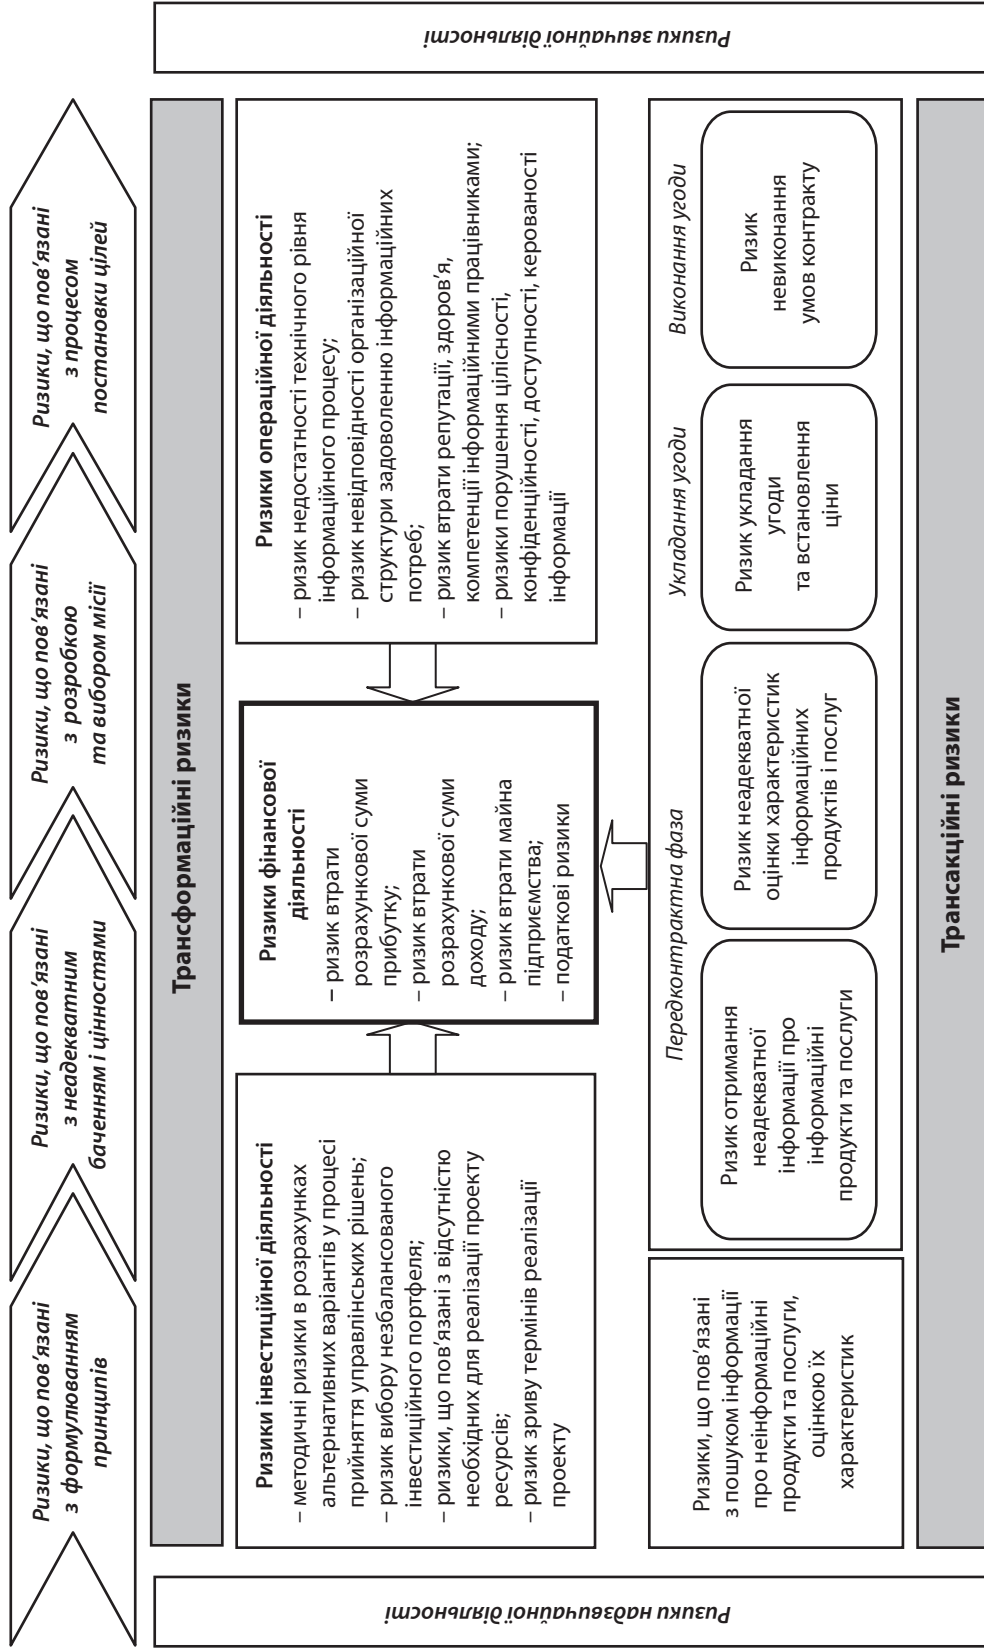 Ризики, що пов'язані
з формулюванням
принципів
Ризики, що пов'язані
з неадекватним
баченням і цінностями
Ризики, що пов'язані
з розробкою
та вибором місії
Ризики, що пов'язані
з процесом
постановки цілей
Ризики надзвичайної діяльності
Трансформаційні ризики
Ризики інвестиційної діяльності
– методичні ризики в розрахунках
альтернативних варіантів у процесі
прийняття управлінських рішень;
– ризик вибору незбалансованого
інвестиційного портфеля;
– ризики, що пов'язані з відсутністю
необхідних для реалізації проекту
ресурсів;
– ризик зриву термінів реалізації
проекту
Ризики фінансової
діяльності
– ризик втрати
розрахункової суми
прибутку;
– ризик втрати
розрахункової суми
доходу;
– ризик втрати майна
підприємства;
– податкові ризики
Ризики операційної діяльності
– ризик недостатності технічного рівня
інформаційного процесу;
– ризик невідповідності організаційної
структури задоволенню інформаційних
потреб;
– ризик втрати репутації, здоров'я,
компетенції інформаційними працівниками;
– ризики порушення цілісності,
конфіденційності, доступності, керованості
інформації
Ризики, що пов'язані
з пошуком інформації
про неінформаційні
продукти та послуги,
оцінкою їх
характеристик
Передконтрактна фаза
Ризик отримання
неадекватної
інформації про
інформаційні
продукти та послуги
Ризик неадекватної
оцінки характеристик
інформаційних
продуктів і послуг
Укладання угоди
Ризик укладання
угоди
та встановлення
ціни
Виконання угоди
Ризик
невиконання
умов контракту
Трансакційні ризики
Ризики звичайної діяльності